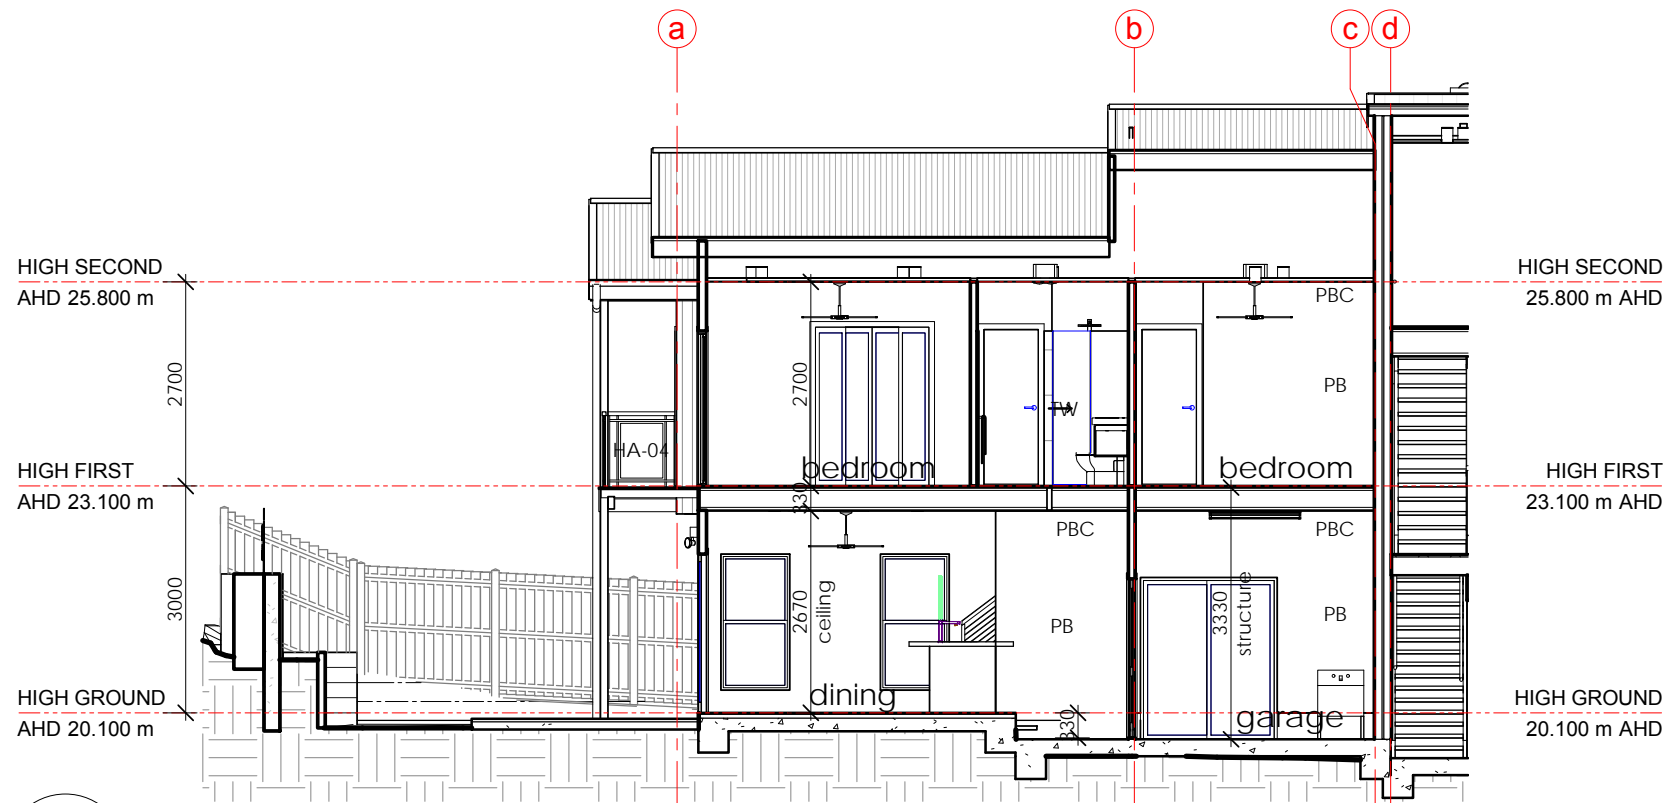 a
b
c
d
HIGH SECOND
AHD 25.800 m
HIGH SECOND
25.800 m AHD
PBC
2700
2700
PB
TW
HA-04
bedroom
bedroom
HIGH FIRST
AHD 23.100 m
HIGH FIRST
23.100 m AHD
330
PBC
PBC
3000
2670
ceiling
PB
3330
structure
PB
HIGH GROUND
AHD 20.100 m
dining
330
garage
HIGH GROUND
20.100 m AHD